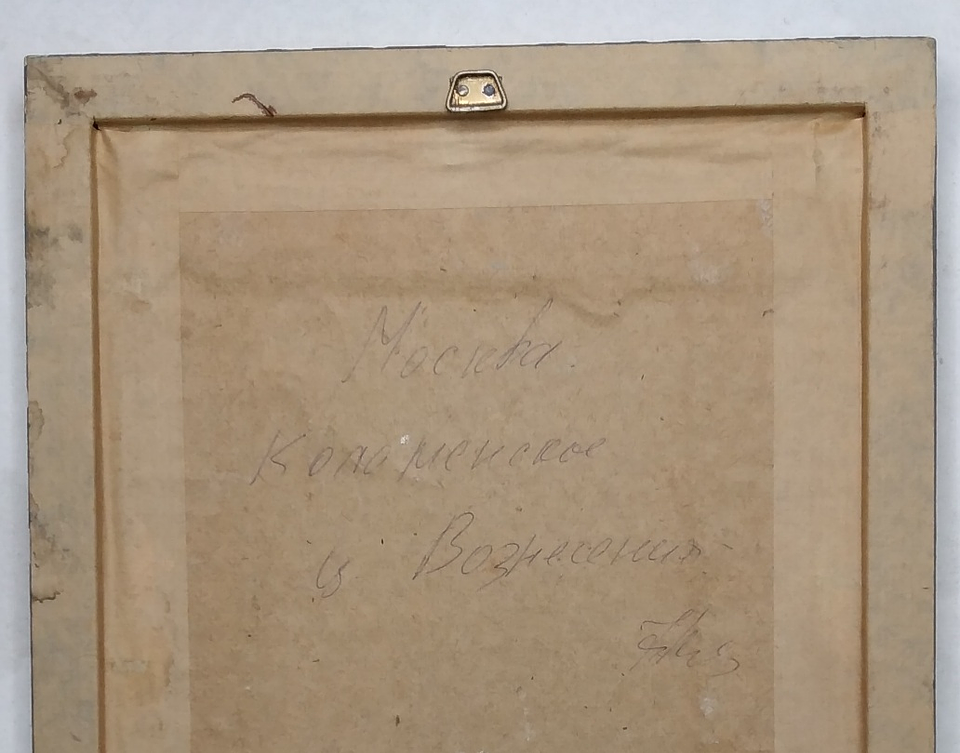 Москва.
Коломенское
ц Вознесения